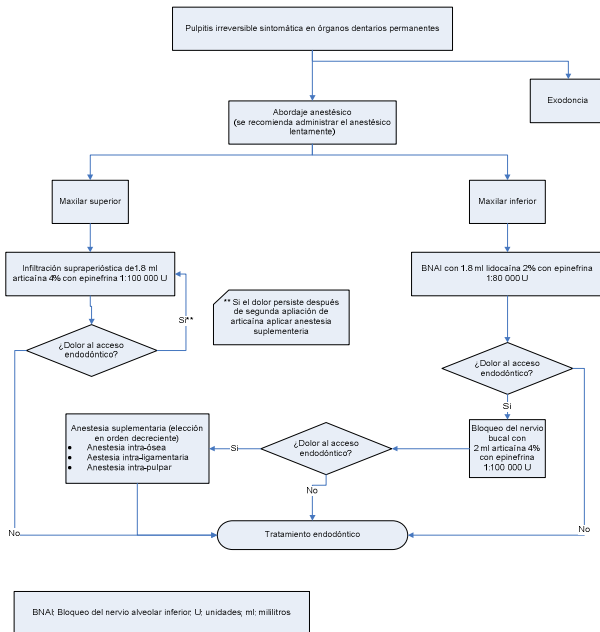 Pulpitis irreversible sintomática en órganos dentarios permanentes
Exodoncia
Abordaje anestésico
(se recomienda administrar el anestésico
lentamente)
Maxilar superior
Maxilar inferior
Infiltración supraperióstica de1.8 ml
articaína 4% con epinefrina 1:100 000 U
BNAI con 1.8 ml lidocaína 2% con epinefrina
1:80 000 U
Si**
** Si el dolor persiste después
de segunda apliación de
articaína aplicar anestesia
suplementeria
¿Dolor al acceso
endodóntico?
¿Dolor al acceso
endodóntico?
Si
Anestesia suplementaria (elección
en orden decreciente)
• Anestesia intra-ósea
• Aestesia intra-ligamentaria
• Anestesia intra-pulpar
Si
¿Dolor al acceso
endodóntico?
Bloqueo del nervio
bucal con
2 ml articaína 4%
con epinefrina
1:100 000 U
No
No
No
Tratamiento endodóntico
BNAI: Bloqueo del nervio alveolar inferior; U: unidades; ml: mililitros